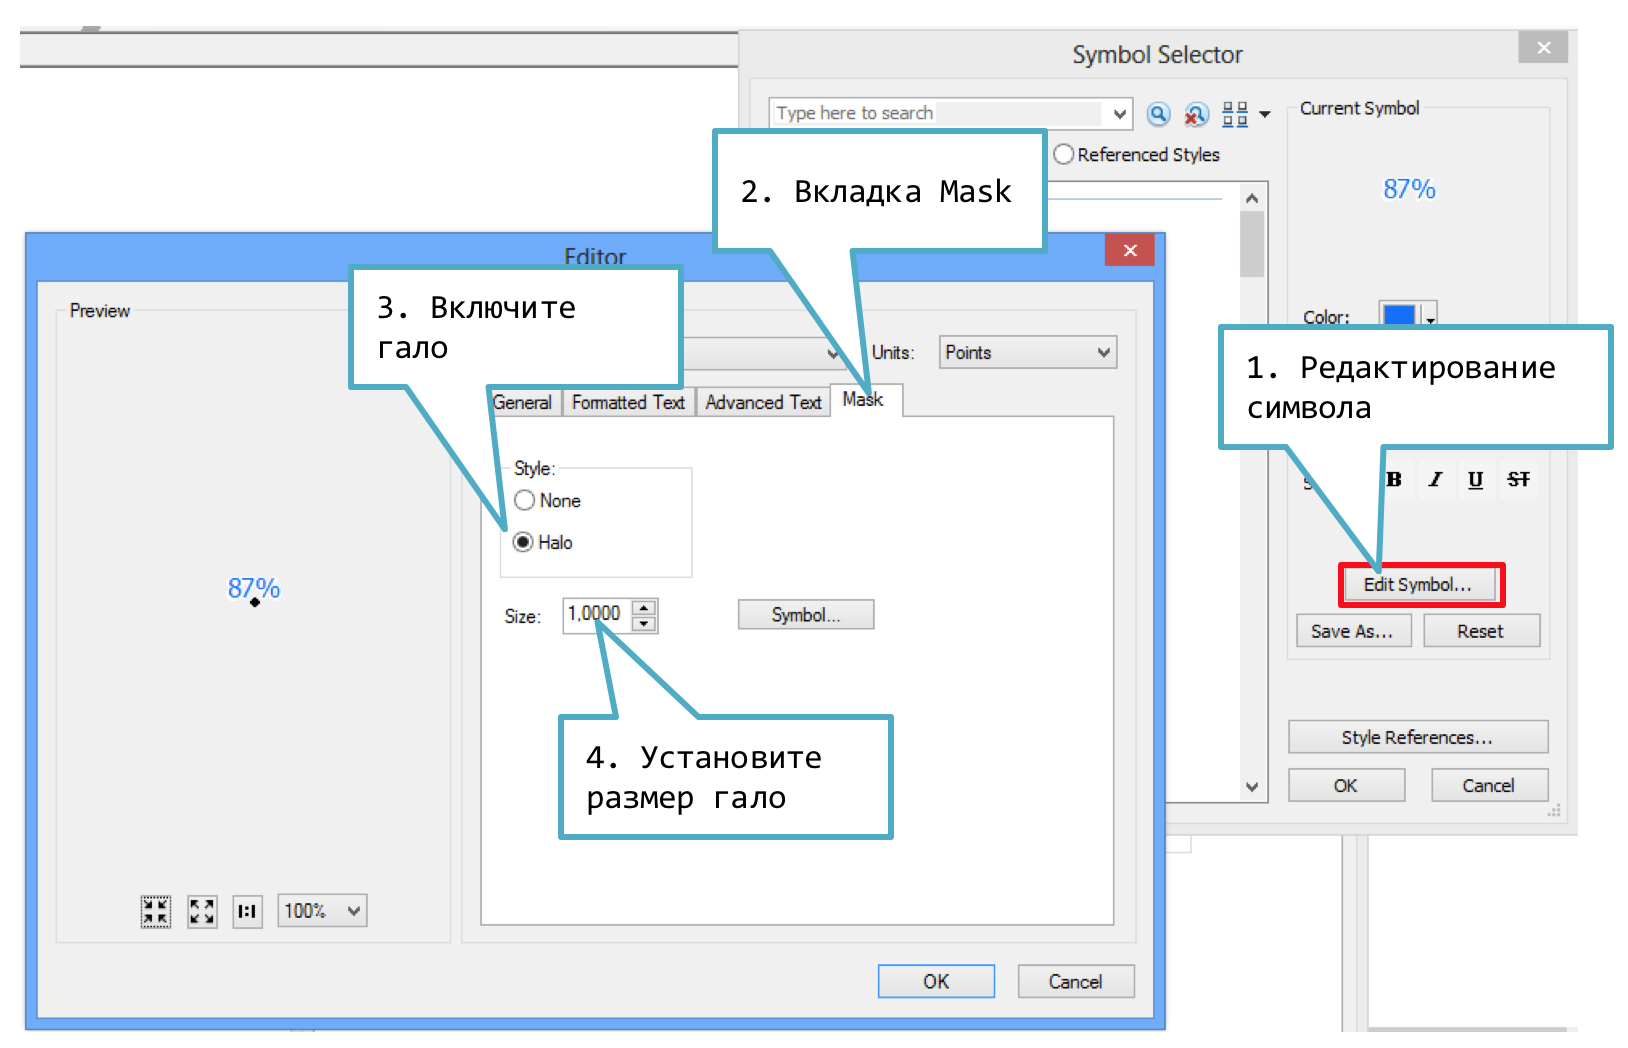 Symbol Selector
Type here to search
Referenced Styles
Current Symbol
87%
Color:
1. Редактирование
символа
B I U ST
Edit Symbol...
Save As...
Reset
Style References...
OK
Cancel
2. Вкладка Mask
Editor
3. Включите
гало
Preview
87%
100%
Units:
Points
General
Formatted Text
Advanced Text
Mask
Style:
None
Halo
Size:
1,0000
Symbol...
4. Установите
размер гало
OK
Cancel